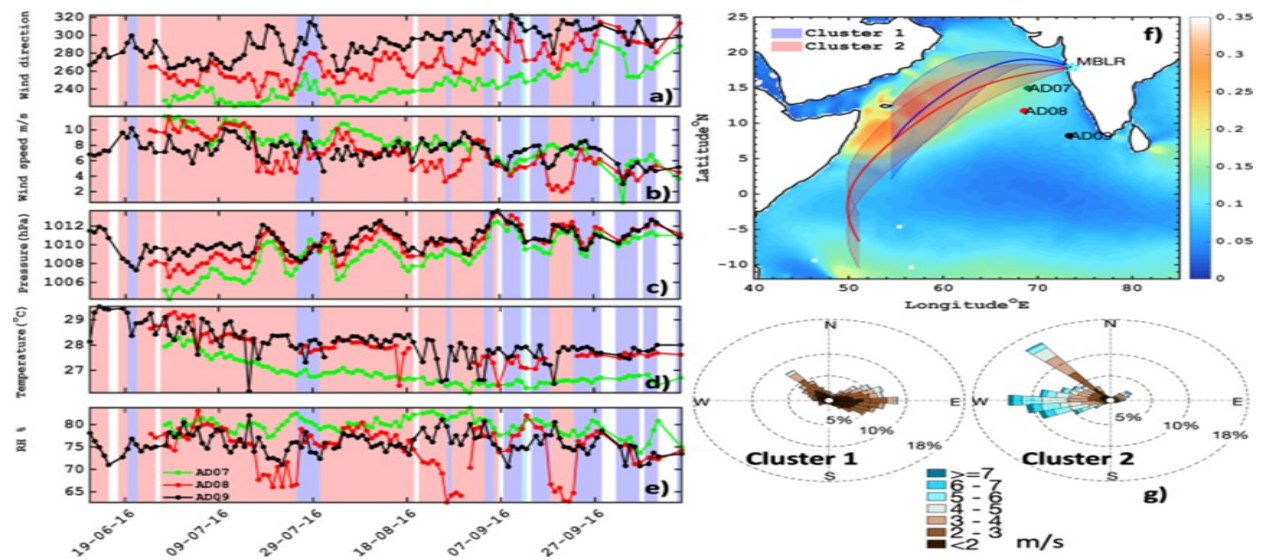 Wind direction
320
300
280
260
240
a)
Wind speed m/s
10
8
6
4
2
b)
Pressure(hPa)
1012
1010
1008
1006
c)
Temperature(°C)
29
28
27
d)
RH %
80
75
70
65
AD07
AD08
AD09
e)
19-06-16
09-07-16
29-07-16
18-08-16
07-09-16
27-09-16
Latitude°N
25
20
15
10
5
0
-5
-10
Cluster 1
Cluster 2
f)
MBLR
AD07
AD08
AD09
40
50
60
70
80
Longitude°E
0.35
0.3
0.25
0.2
0.15
0.1
0.05
0
N
W
E
S
5%
10%
18%
Cluster 1
N
W
E
S
5%
10%
18%
Cluster 2
g)
>=7
6 - 7
5 - 6
4 - 5
3 - 4
2 - 3
<2
m/s